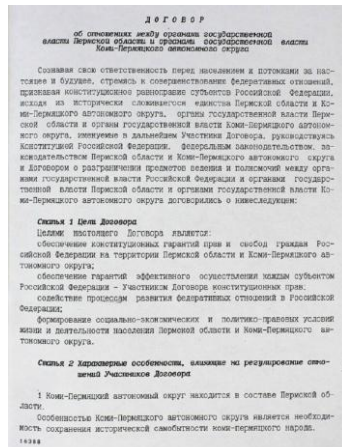 Д О Г О В О Р
об отношениях между органами государственной
власти Пермской области и органами государственной власти
Коми-Пермяцкого автономного округа
Сознавая свою ответственность перед населением и потомками за нас-
тоящее и будущее, стремясь к совершенствованию федеративных отношений,
признавая конституционное равноправие субъектов Российской Федерации,
исходя из исторически сложившегося единства Пермской области и Ко-
ми-Пермяцкого автономного округа, органы государственной власти Перм-
ской области и органы государственной власти Коми-Пермяцкого автоном-
ного округа, именуемые в дальнейшем Участники Договора, руководствуясь
Конституцией Российской Федерации, федеральным законодательством, за-
конодательством Пермской области и Коми-Пермяцкого автономного округа
и Договором о разграничении предметов ведения и полномочий между орга-
нами государственной власти Российской Федерации и органами государс-
твенной власти Пермской области и органами государственной власти Ко-
ми-Пермяцкого автономного округа договорились о нижеследующем:
Статья 1 Цели Договора
Целями настоящего Договора являются:
обеспечение конституционных гарантий прав и свобод граждан Рос-
сийской Федерации на территории Пермской области и Коми-Пермяцкого ав-
тономного округа;
обеспечение гарантий эффективного осуществления каждым субъектом
Российской Федерации - Участником Договора конституционных прав;
содействие процессам развития федеративных отношений в Российской
Федерации;
формирование социально-экономических и политико-правовых условий
жизни и деятельности населения Пермской области и Коми-Пермяцкого ав-
тономного округа.
Статья 2 Характерные особенности, влияющие на регулирование отно-
шений Участников Договора
1 Коми-Пермяцкий автономный округ находится в составе Пермской об-
ласти.
Особенностью Коми-Пермяцкого автономного округа является необходи-
мость сохранения исторической самобытности коми-пермяцкого народа.